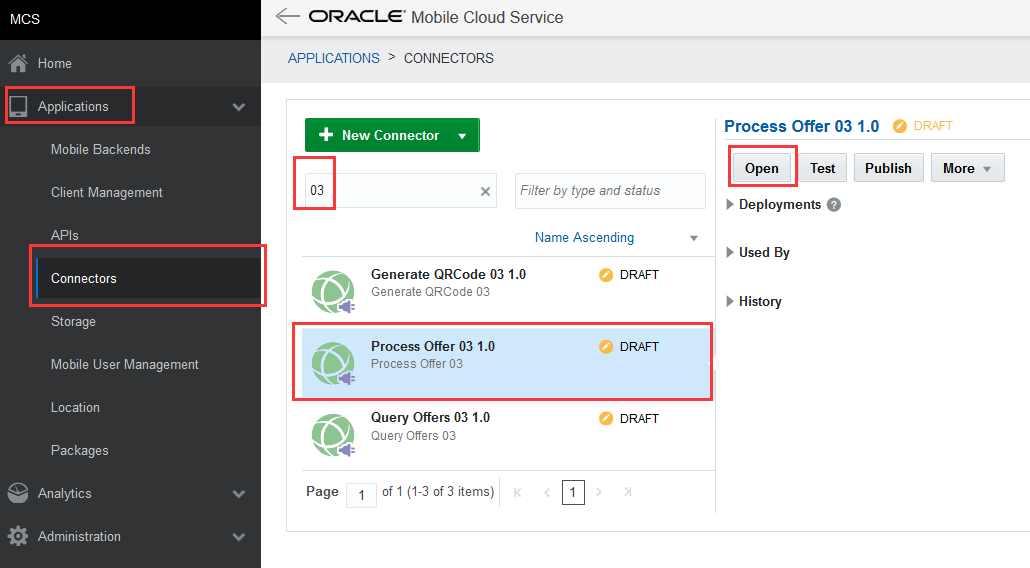 MCS
Home
Applications
Mobile Backends
Client Management
APIs
Connectors
Storage
Mobile User Management
Location
Packages
Analytics
Administration
ORACLE® Mobile Cloud Service
APPLICATIONS > CONNECTORS
New Connector
03
Filter by type and status
Name Ascending
Generate QRCode 03 1.0 DRAFT
Generate QRCode 03
Process Offer 03 1.0 DRAFT
Process Offer 03
Query Offers 03 1.0 DRAFT
Query Offers 03
Page 1 of 1 (1-3 of 3 items) 1
Process Offer 03 1.0 DRAFT
Open Test Publish More
Deployments ?
Used By
History